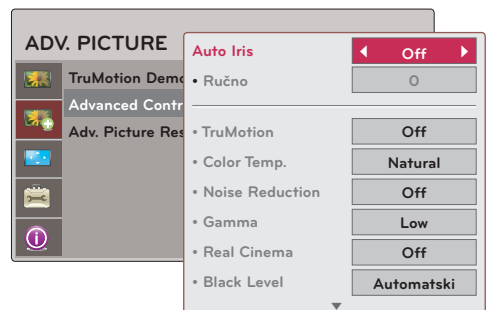 ADV. PICTURE
TruMotion Demo
Advanced Contr
Adv. Picture Res
Auto Iris Off
• Ručno 0
• TruMotion Off
• Color Temp. Natural
• Noise Reduction Off
• Gamma Low
• Real Cinema Off
• Black Level Automatski